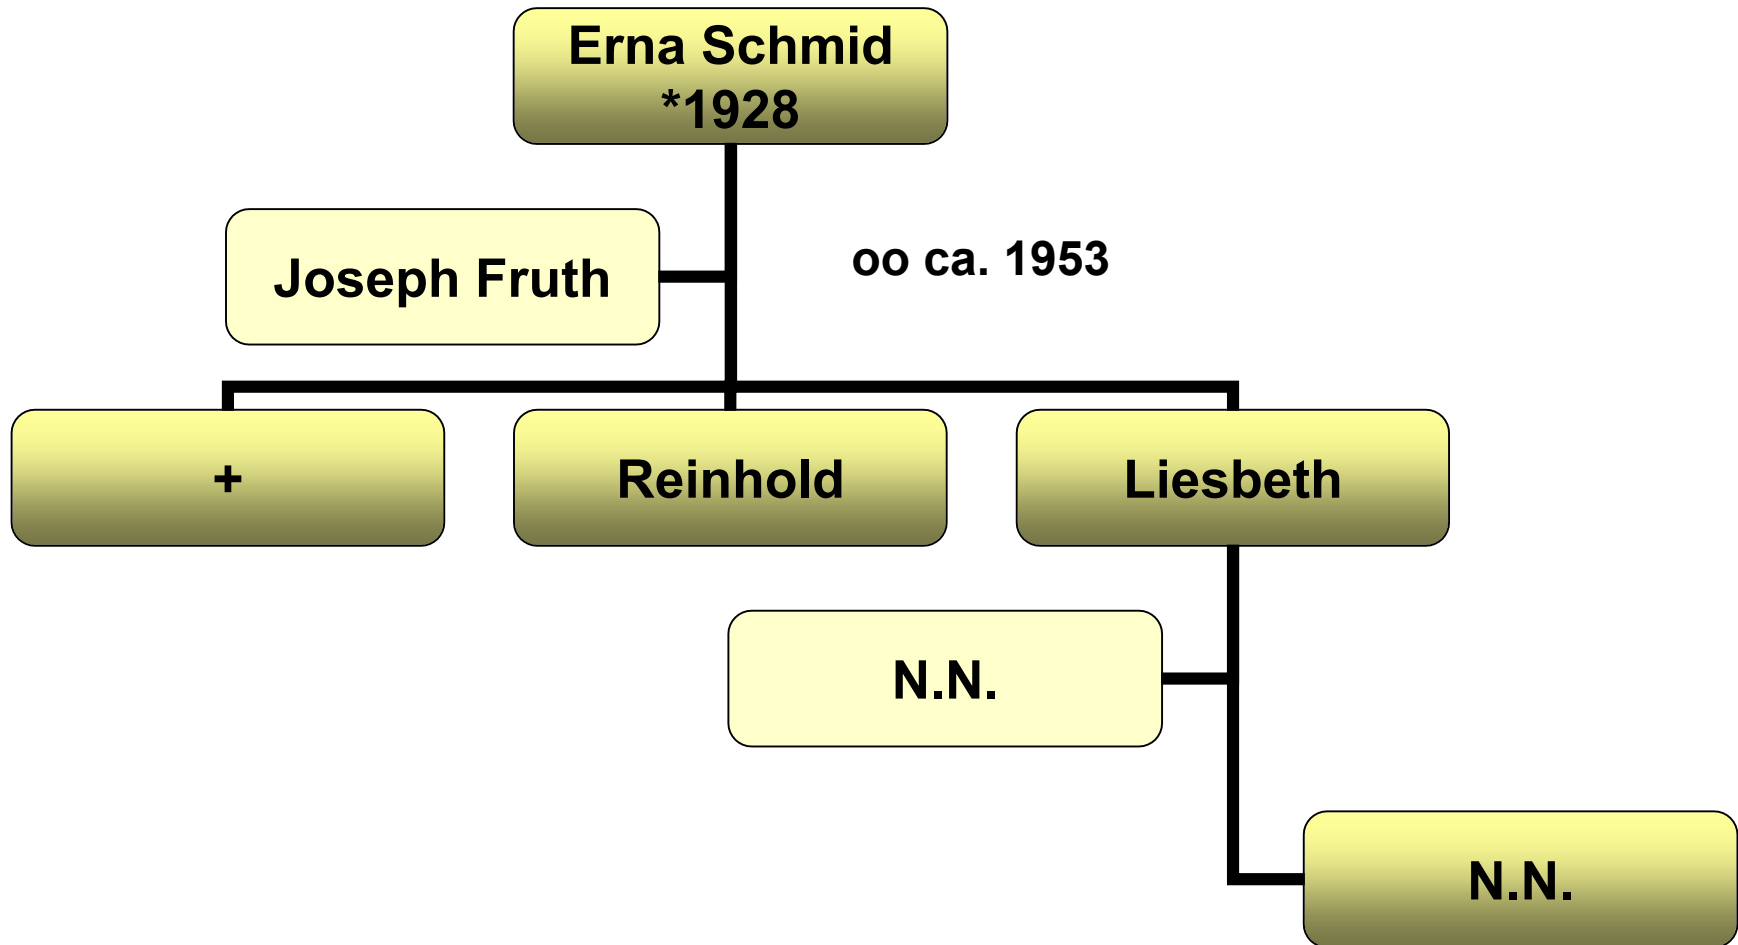 Erna Schmid
*1928
Joseph Fruth
oo ca. 1953
+
Reinhold
Liesbeth
N.N.
N.N.